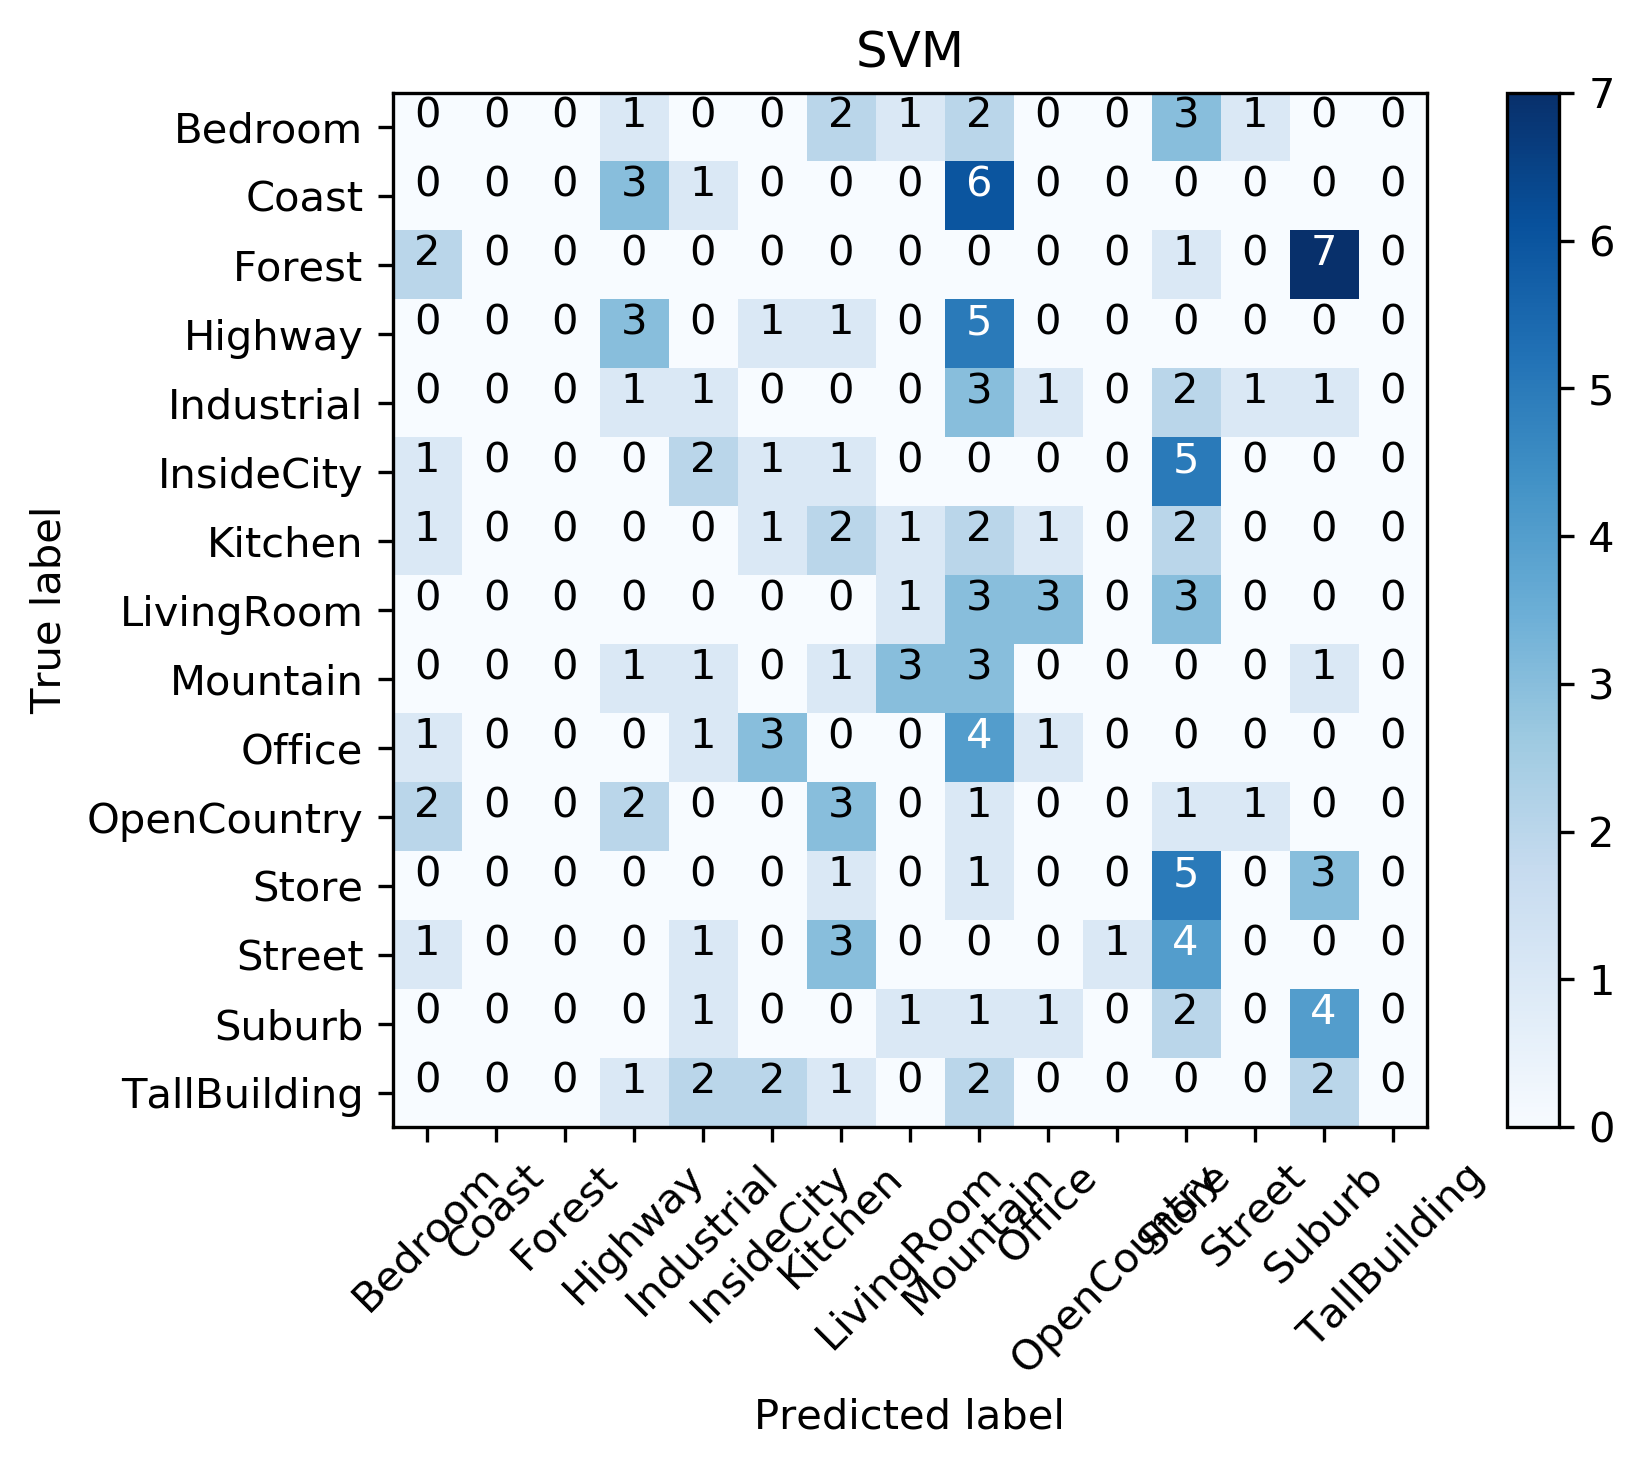 SVM
Bedroom 0 0 0 1 0 0 2 1 2 0 0 3 1 0 0
Coast 0 0 0 3 1 0 0 0 6 0 0 0 0 0 0
Forest 2 0 0 0 0 0 0 0 0 0 0 1 0 7 0
Highway 0 0 0 3 0 1 1 0 5 0 0 0 0 0 0
Industrial 0 0 0 1 1 0 0 0 3 1 0 2 1 1 0
InsideCity 1 0 0 0 2 1 1 0 0 0 0 5 0 0 0
Kitchen 1 0 0 0 0 1 2 1 2 1 0 2 0 0 0
LivingRoom 0 0 0 0 0 0 0 1 3 3 0 3 0 0 0
Mountain 0 0 0 1 1 0 1 3 3 0 0 0 0 1 0
Office 1 0 0 0 1 3 0 0 4 1 0 0 0 0 0
OpenCountry 2 0 0 2 0 0 3 0 1 0 0 1 1 0 0
Store 0 0 0 0 0 0 1 0 1 0 0 5 0 3 0
Street 1 0 0 0 1 0 3 0 0 0 1 4 0 0 0
Suburb 0 0 0 0 1 0 0 1 1 1 0 2 0 4 0
TallBuilding 0 0 0 1 2 2 1 0 2 0 0 0 0 2 0
True label
Bedroom
Coast
Forest
Highway
Industrial
InsideCity
Kitchen
LivingRoom
Mountain
Office
OpenCountry
Store
Street
Suburb
TallBuilding
Predicted label
7
6
5
4
3
2
1
0